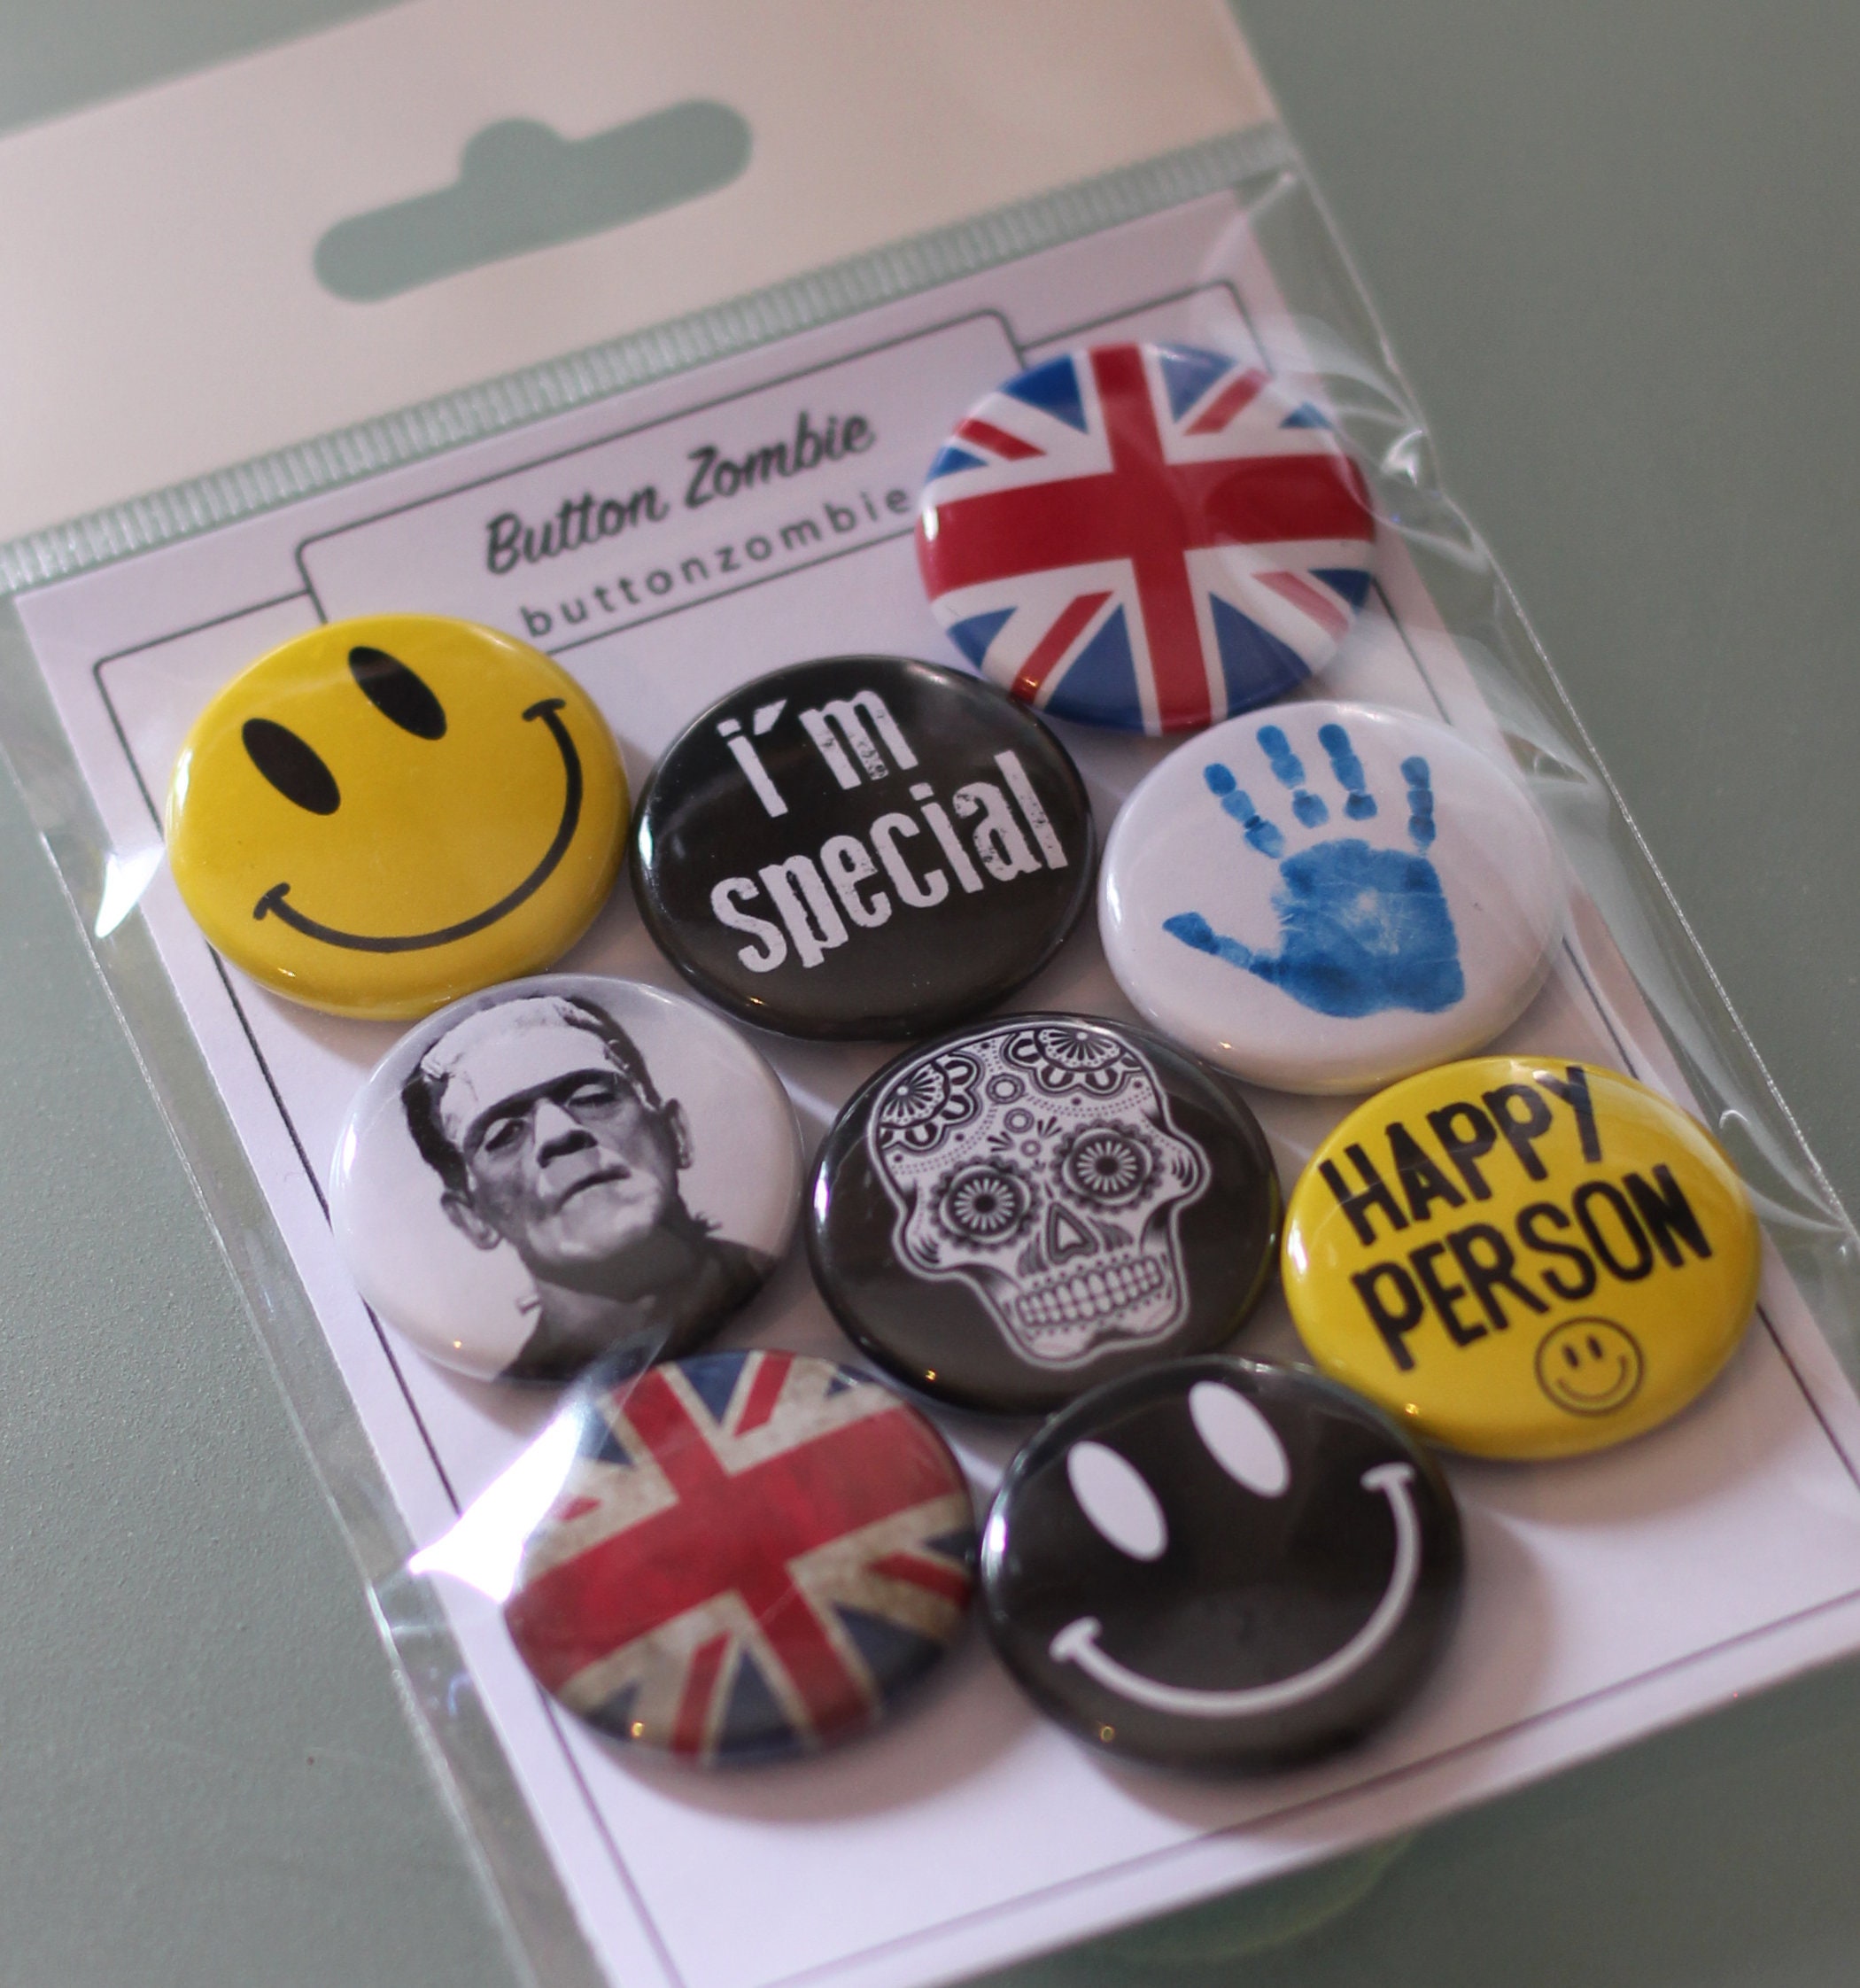 Button Zombie
buttonzombie
i´m
special
HAPPY
PERSON